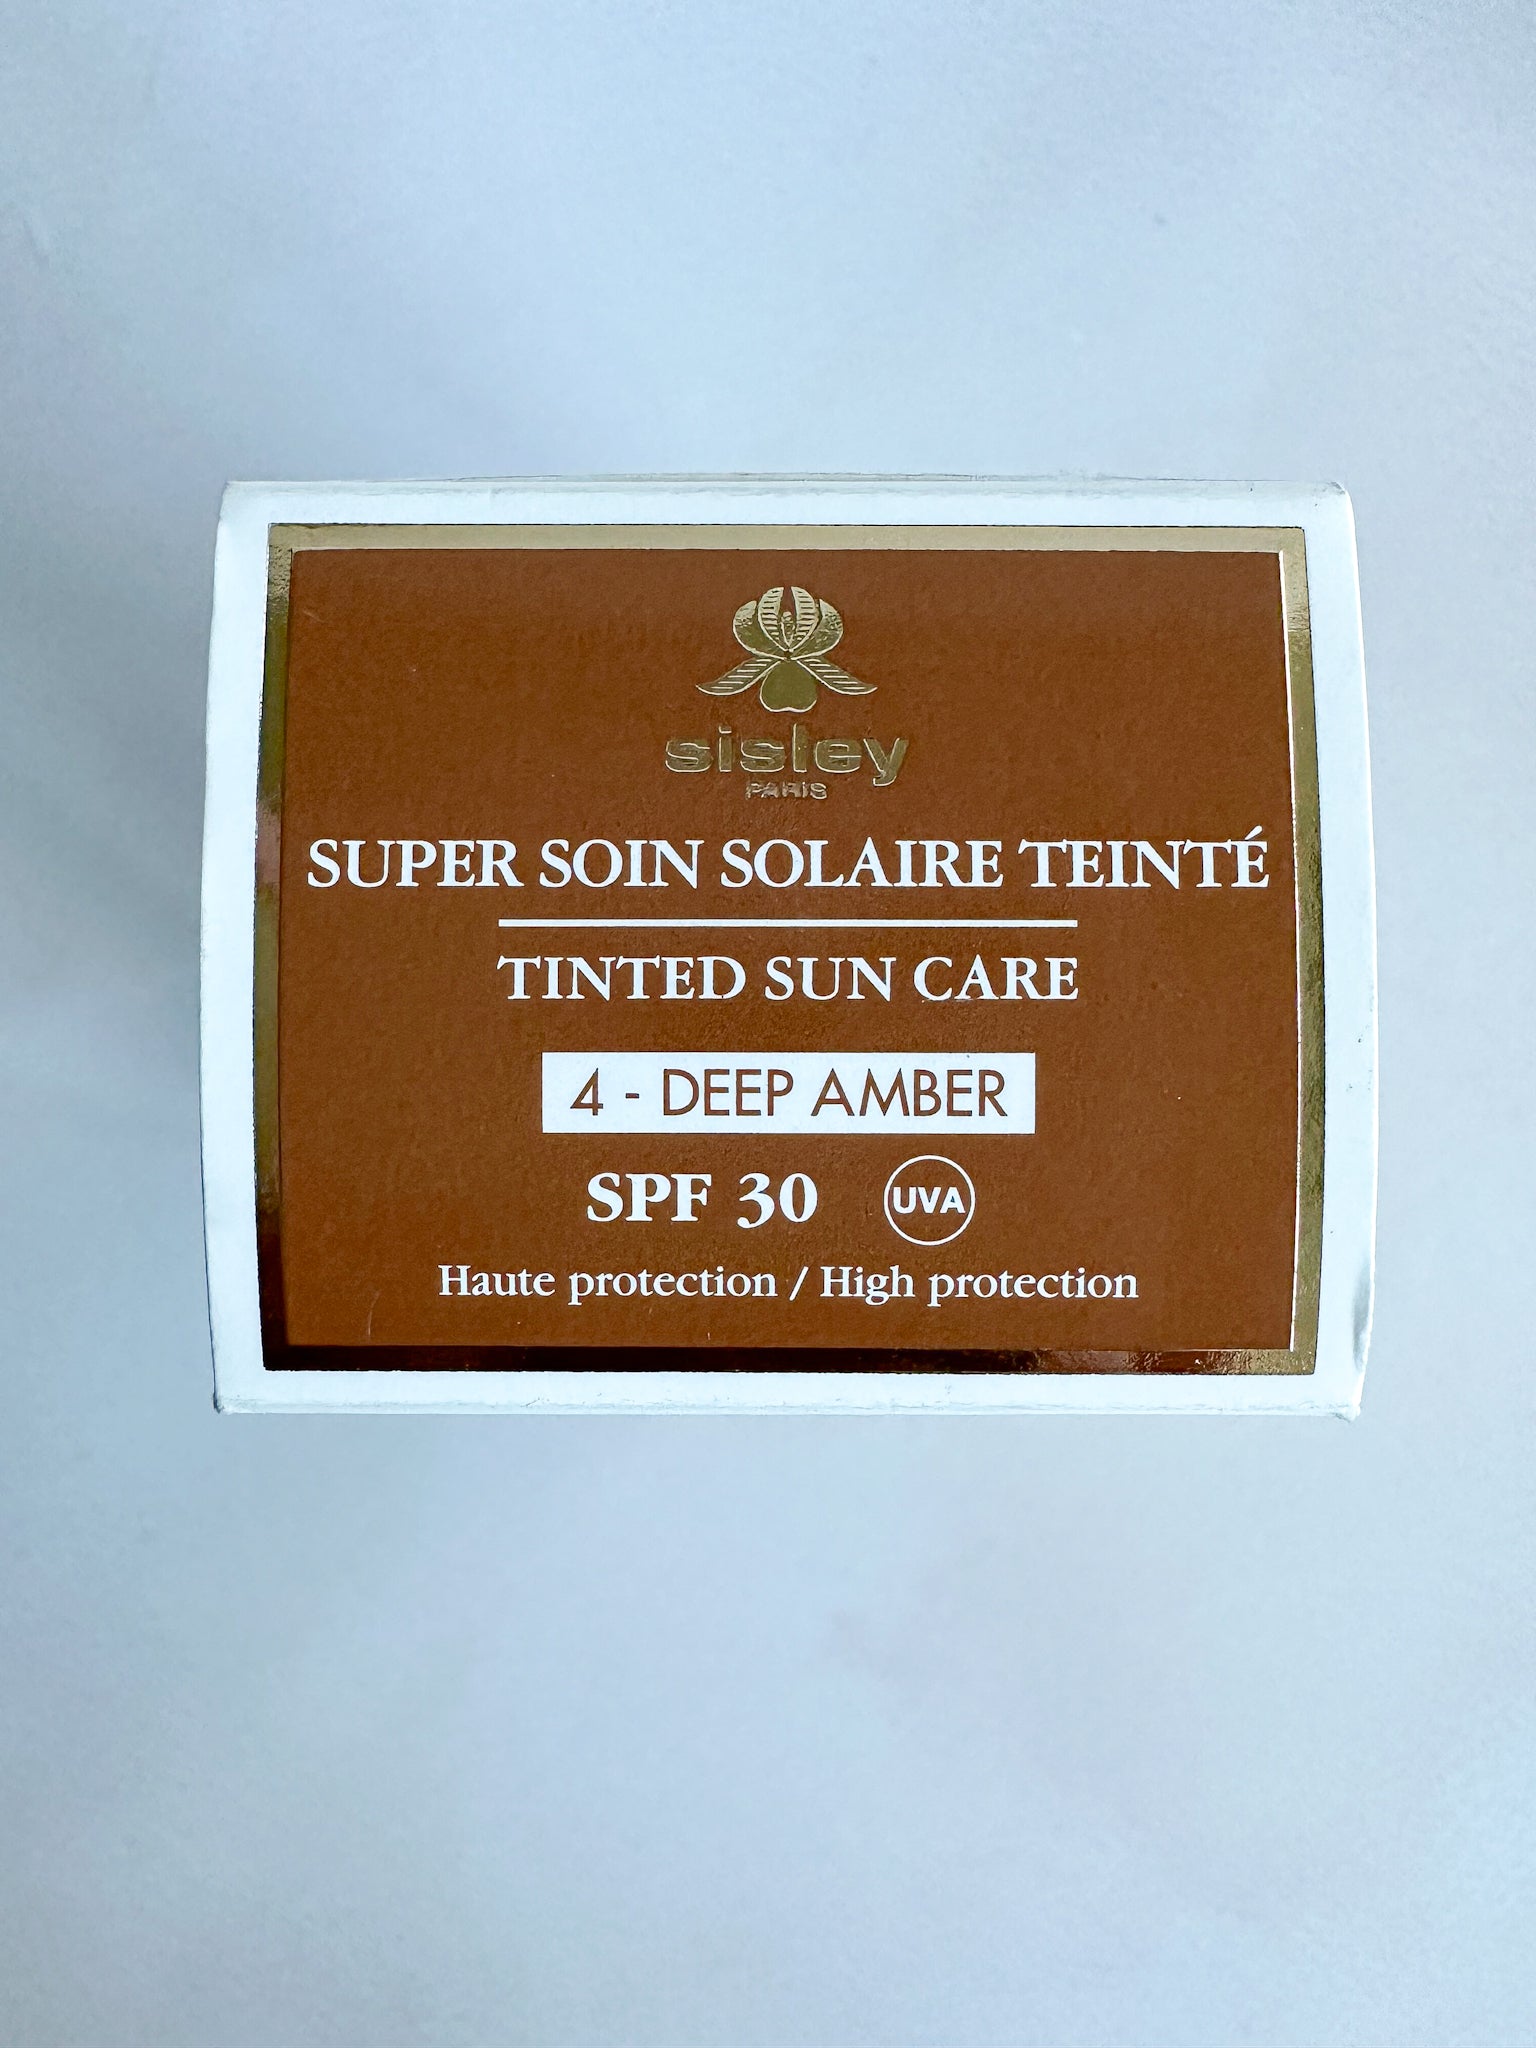 sisley
PARIS
SUPER SOIN SOLAIRE TEINTÉ
TINTED SUN CARE
4 - DEEP AMBER
SPF 30 UVA
Haute protection / High protection